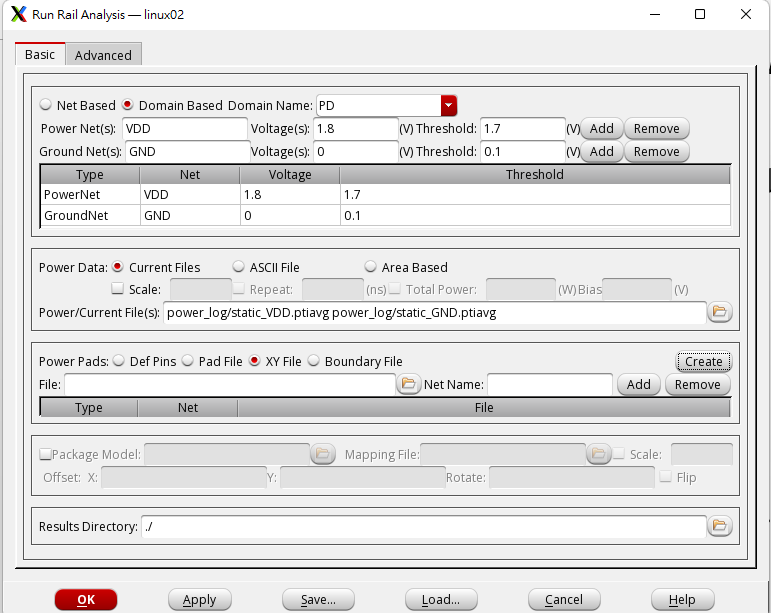 Run Rail Analysis — linux02
Basic Advanced
Net Based Domain Based Domain Name: PD
Power Net(s): VDD Voltage(s): 1.8 (V) Threshold: 1.7 (V) Add Remove
Ground Net(s): GND Voltage(s): 0 (V) Threshold: 0.1 (V) Add Remove
Type Net Voltage Threshold
PowerNet VDD 1.8 1.7
GroundNet GND 0 0.1
Power Data: Current Files ASCII File Area Based
Scale: Repeat: (ns) Total Power: (W) Bias (V)
Power/Current File(s): power_log/static_VDD.ptiavg power_log/static_GND.ptiavg
Power Pads: Def Pins Pad File XY File Boundary File Create
File: Net Name: Add Remove
Type Net File
Package Model: Mapping File: Scale:
Offset: X: Y: Rotate: Flip
Results Directory: ./
OK Apply Save... Load... Cancel Help